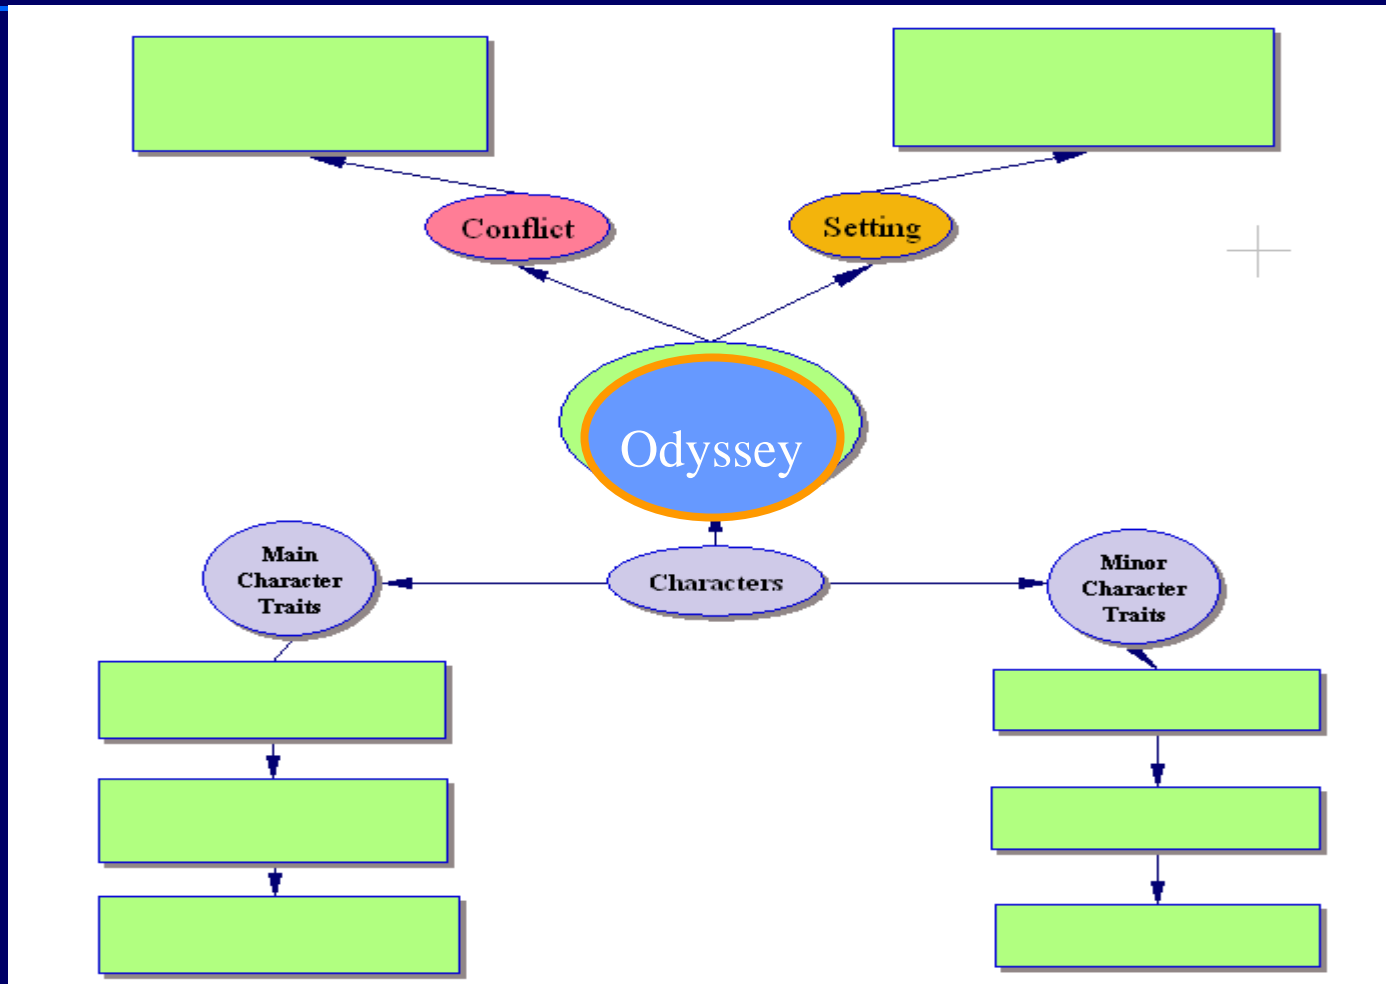 Conflict
Setting
Odyssey
Main
Character
Traits
Characters
Minor
Character
Traits